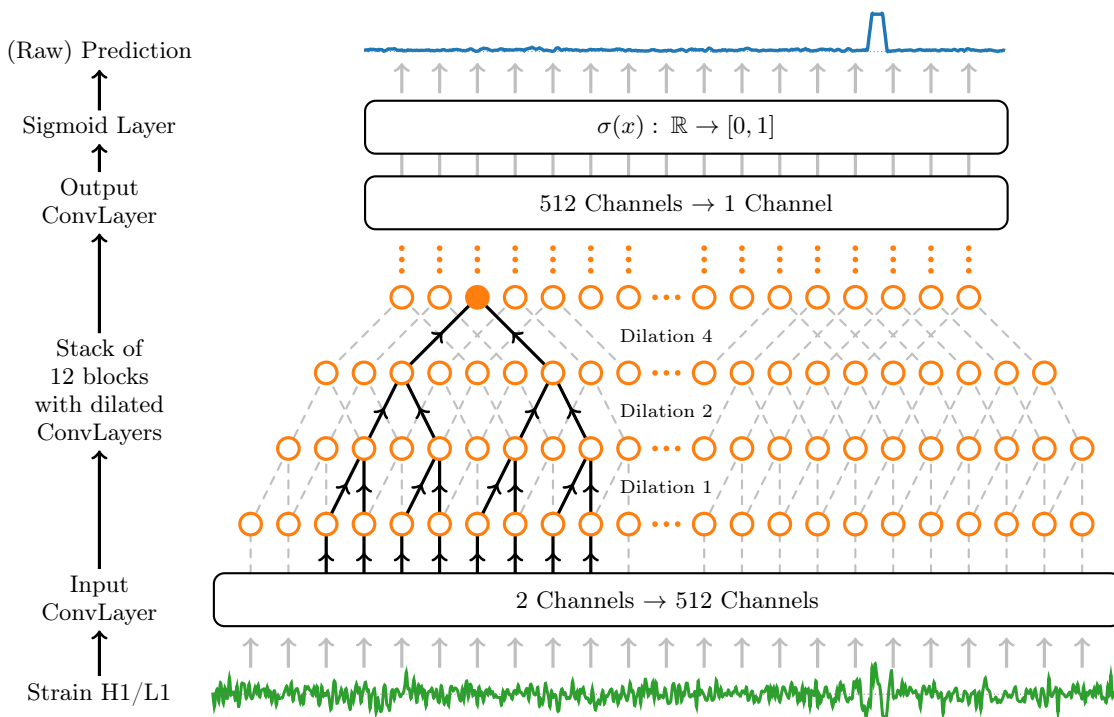 (Raw) Prediction
Sigmoid Layer
σ(x) : ℝ → [0, 1]
Output
ConvLayer
512 Channels → 1 Channel
Dilation 4
Stack of
12 blocks
with dilated
ConvLayers
Dilation 2
Dilation 1
Input
ConvLayer
2 Channels → 512 Channels
Strain H1/L1